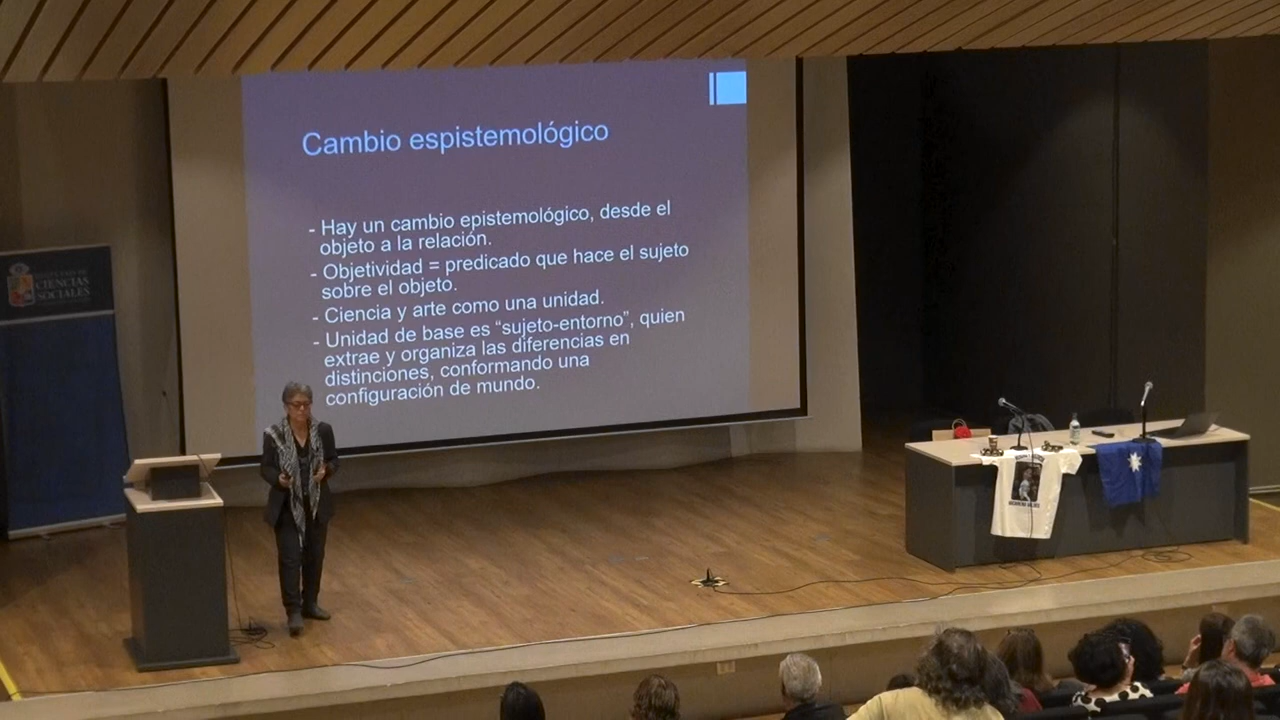 Cambio espistemológico
- Hay un cambio epistemológico, desde el
objeto a la relación.
- Objetividad = predicado que hace el sujeto
sobre el objeto.
- Ciencia y arte como una unidad.
- Unidad de base es “sujeto-entorno”, quien
extrae y organiza las diferencias en
distinciones, conformando una
configuración de mundo.
CIENCIAS
SOCIALES